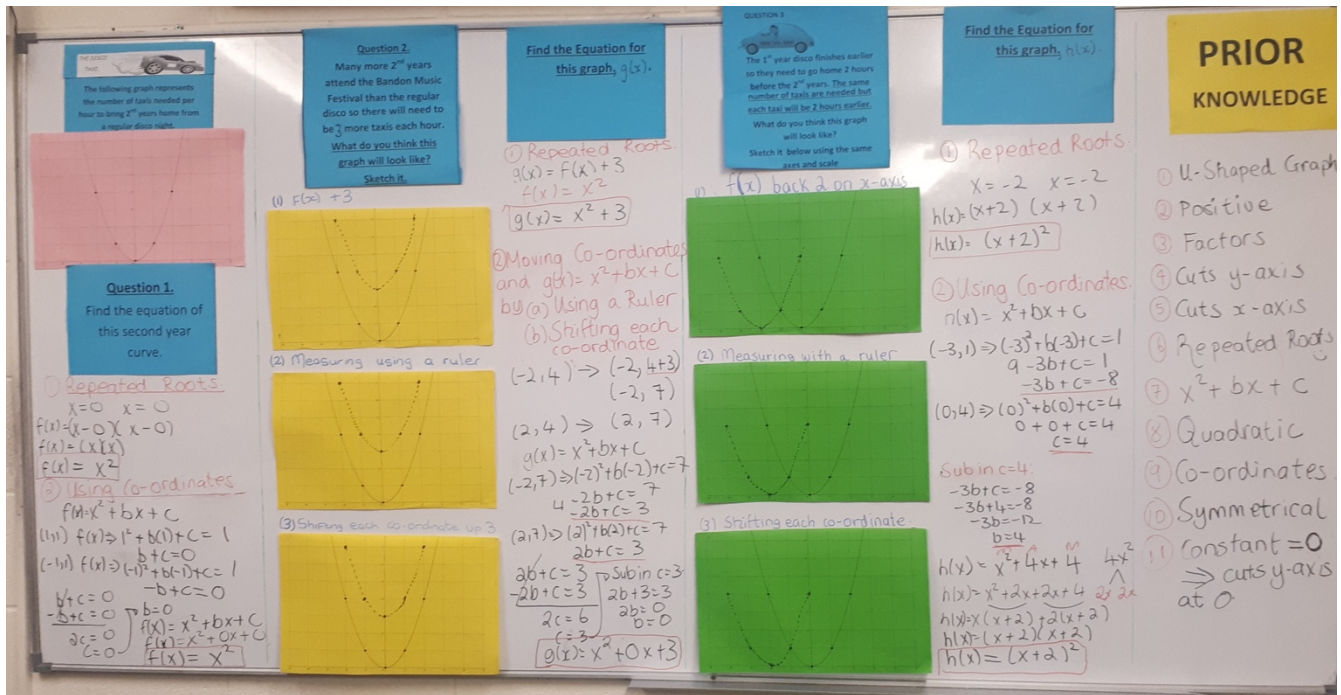 THE DISCO
TAXI
The following graph represents
the number of taxis needed per
hour to bring 2nd years home from
a regular disco night.
Question 1.
Find the equation of
this second year
curve.
① Repeated Roots
x=0 x=0
f(x)=(x-0)(x-0)
f(x)=(x)(x)
f(x)= x²
② Using Co-ordinates
f(x)=x²+bx+c
(1,1) f(x)⇒1²+b(1)+c=1
b+c=0
(-1,1) f(x)⇒(-1)²+b(-1)+c=1
-b+c=0
b+c=0
-b+c=0
2c=0
c=0
b=0
f(x)=x²+bx+c
f(x)=x²+0x+0
f(x)=x²
Question 2.
Many more 2nd years
attend the Bandon Music
Festival than the regular
disco so there will need to
be 3 more taxis each hour.
What do you think this
graph will look like?
Sketch it.
(1) F(x) +3
(2) Measuring using a ruler
(3) Shifting each co-ordinate up 3
Find the Equation for
this graph, g(x).
① Repeated Roots.
g(x)= F(x)+3
f(x)= x²
g(x)= x²+3
② Moving Co-ordinates
and g(x)= x²+bx+c
by (a) Using a Ruler
(b) Shifting each
co-ordinate
(-2,4) → (-2,4+3)
(-2,7)
(2,4) → (2,7)
g(x)=x²+bx+c
(-2,7)⇒(-2)²+b(-2)+c=7
4-2b+c=7
-2b+c=3
(2,7)⇒(2)²+b(2)+c=7
2b+c=3
2b+c=3
-2b+c=3
2c=6
c=3
Sub in c=3
2b+3=3
2b=0
b=0
g(x)=x²+0x+3
QUESTION 3
The 1st year disco finishes earlier
so they need to go home 2 hours
before the 2nd years. The same
number of taxis are needed but
each taxi will be 2 hours earlier.
What do you think this graph
will look like?
Sketch it below using the same
axes and scale
(1) f(x) back 2 on x-axis
(2) Measuring with a ruler
(3) Shifting each co-ordinate.
Find the Equation for
this graph, h(x).
① Repeated Roots.
x=-2 x=-2
h(x)=(x+2)(x+2)
h(x)= (x+2)²
② Using Co-ordinates.
h(x)= x²+bx+c
(-3,1)⇒(-3)²+b(-3)+c=1
9-3b+c=1
-3b+c=-8
(0,4)⇒(0)²+b(0)+c=4
0+0+c=4
c=4
Sub in c=4:
-3b+c=-8
-3b+4=-8
-3b=-12
b=4
M A M
h(x)= x²+4x+4 4x²
h(x)=x²+2x+2x+4 2x 2x
h(x)=x(x+2)+2(x+2)
h(x)=(x+2)(x+2)
h(x)=(x+2)²
PRIOR
KNOWLEDGE
① U-Shaped Graph
② Positive
③ Factors
④ Cuts y-axis
⑤ Cuts x-axis
⑥ Repeated Roots
⑦ x²+bx+c
⑧ Quadratic
⑨ Co-ordinates
⑩ Symmetrical
⑪ Constant=0
⇒ cuts y-axis
at 0